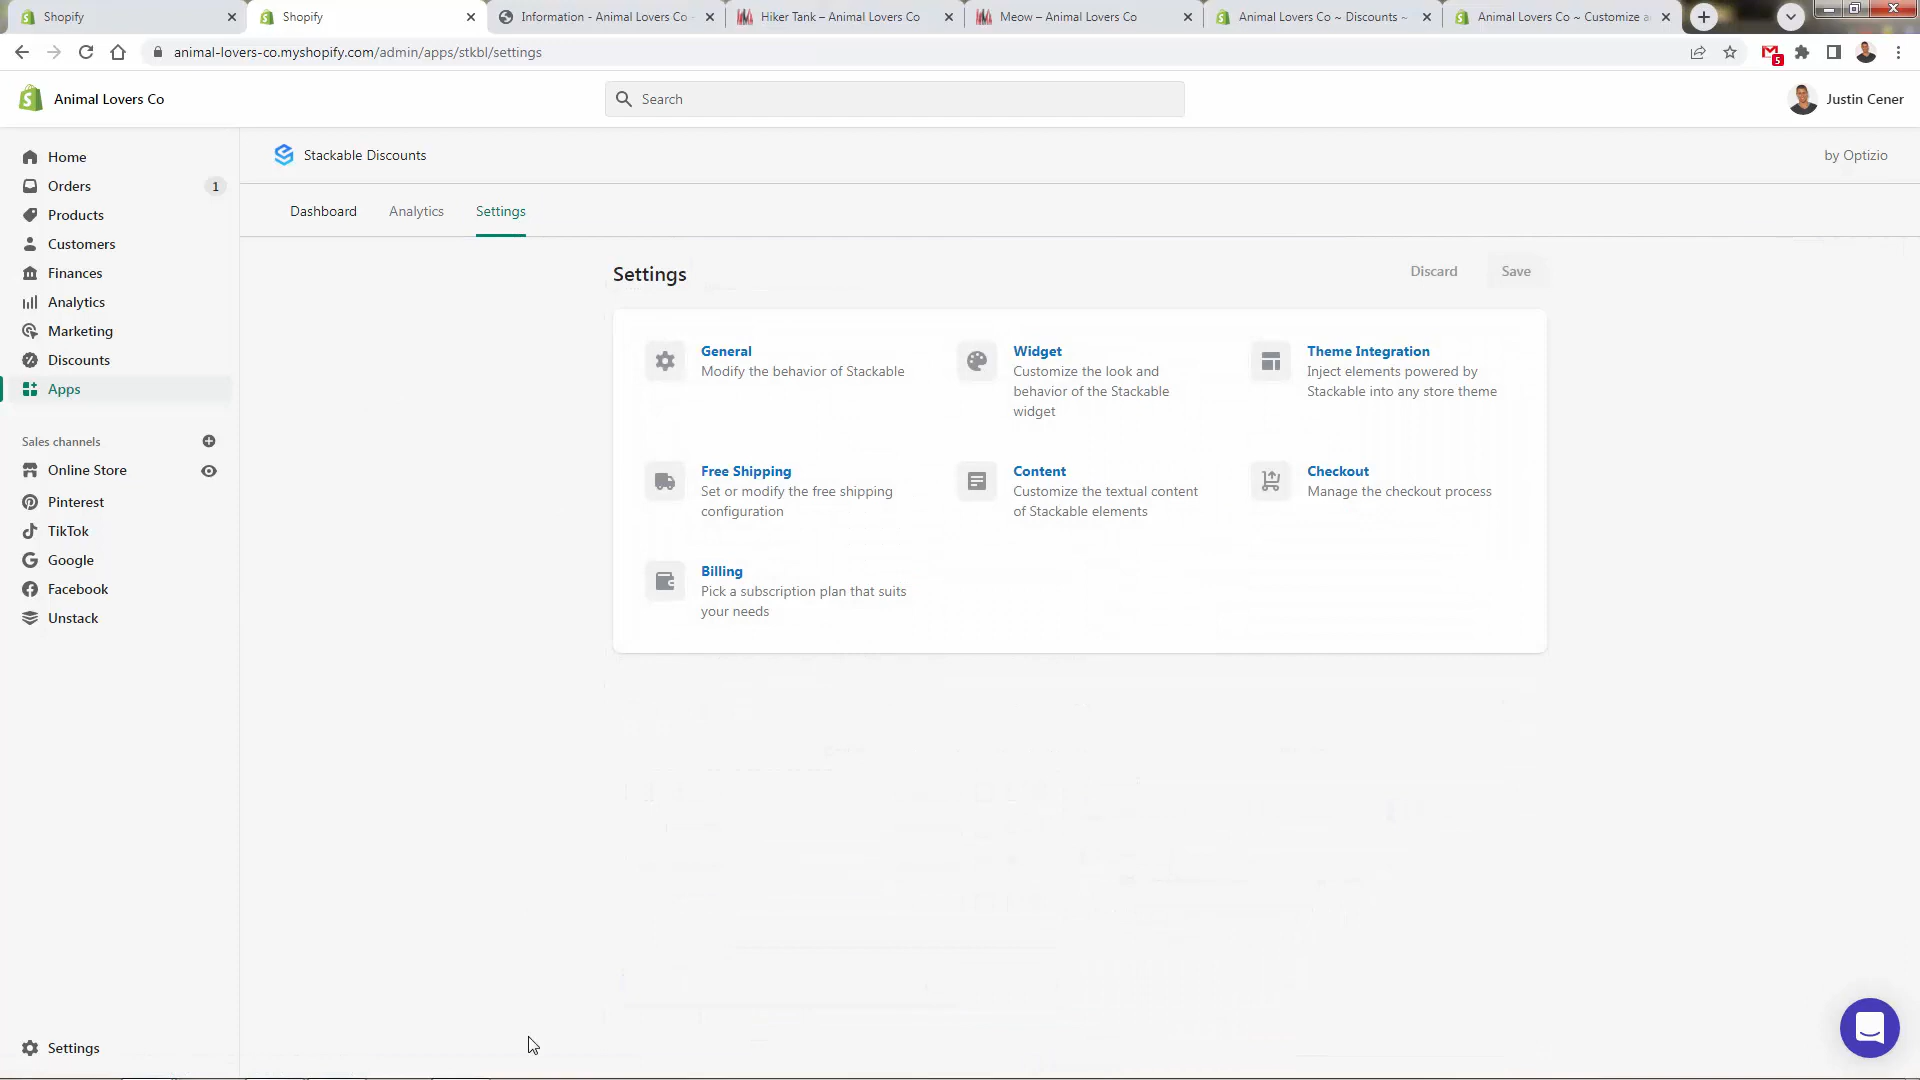 Shopify
Shopify
Information - Animal Lovers Co -
Hiker Tank – Animal Lovers Co
Meow – Animal Lovers Co
Animal Lovers Co ~ Discounts ~
Animal Lovers Co ~ Customize a
animal-lovers-co.myshopify.com/admin/apps/stkbl/settings
5
Animal Lovers Co
Search
Justin Cener
Home
Orders
1
Products
Customers
Finances
Analytics
Marketing
Discounts
Apps
Sales channels
Online Store
Pinterest
TikTok
Google
Facebook
Unstack
Settings
Stackable Discounts
by Optizio
Dashboard
Analytics
Settings
Settings
Discard
Save
General
Modify the behavior of Stackable
Widget
Customize the look and
behavior of the Stackable
widget
Theme Integration
Inject elements powered by
Stackable into any store theme
Free Shipping
Set or modify the free shipping
configuration
Content
Customize the textual content
of Stackable elements
Checkout
Manage the checkout process
Billing
Pick a subscription plan that suits
your needs